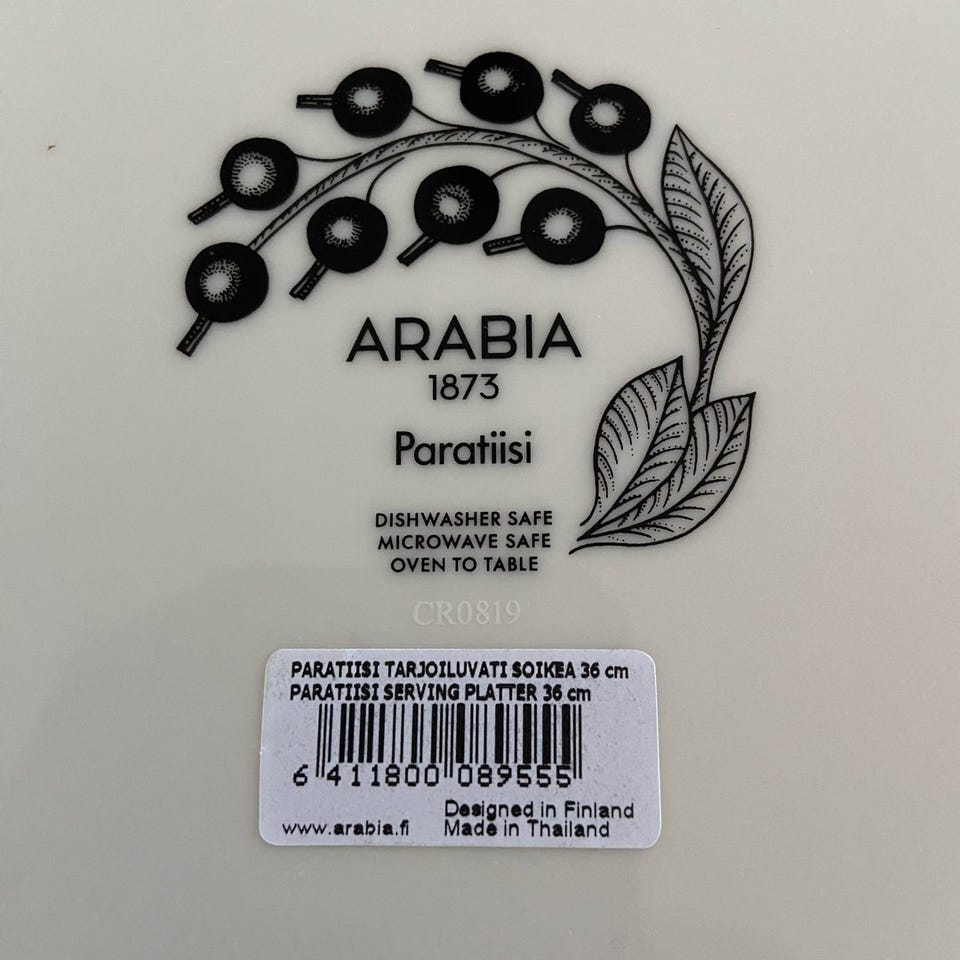 ARABIA
1873
Paratiisi
DISHWASHER SAFE
MICROWAVE SAFE
OVEN TO TABLE
CR0819
PARATIISI TARJOILUVATI SOIKEA 36 cm
PARATIISI SERVING PLATTER 36 cm
6 411800 089555
Designed in Finland
www.arabia.fi Made in Thailand